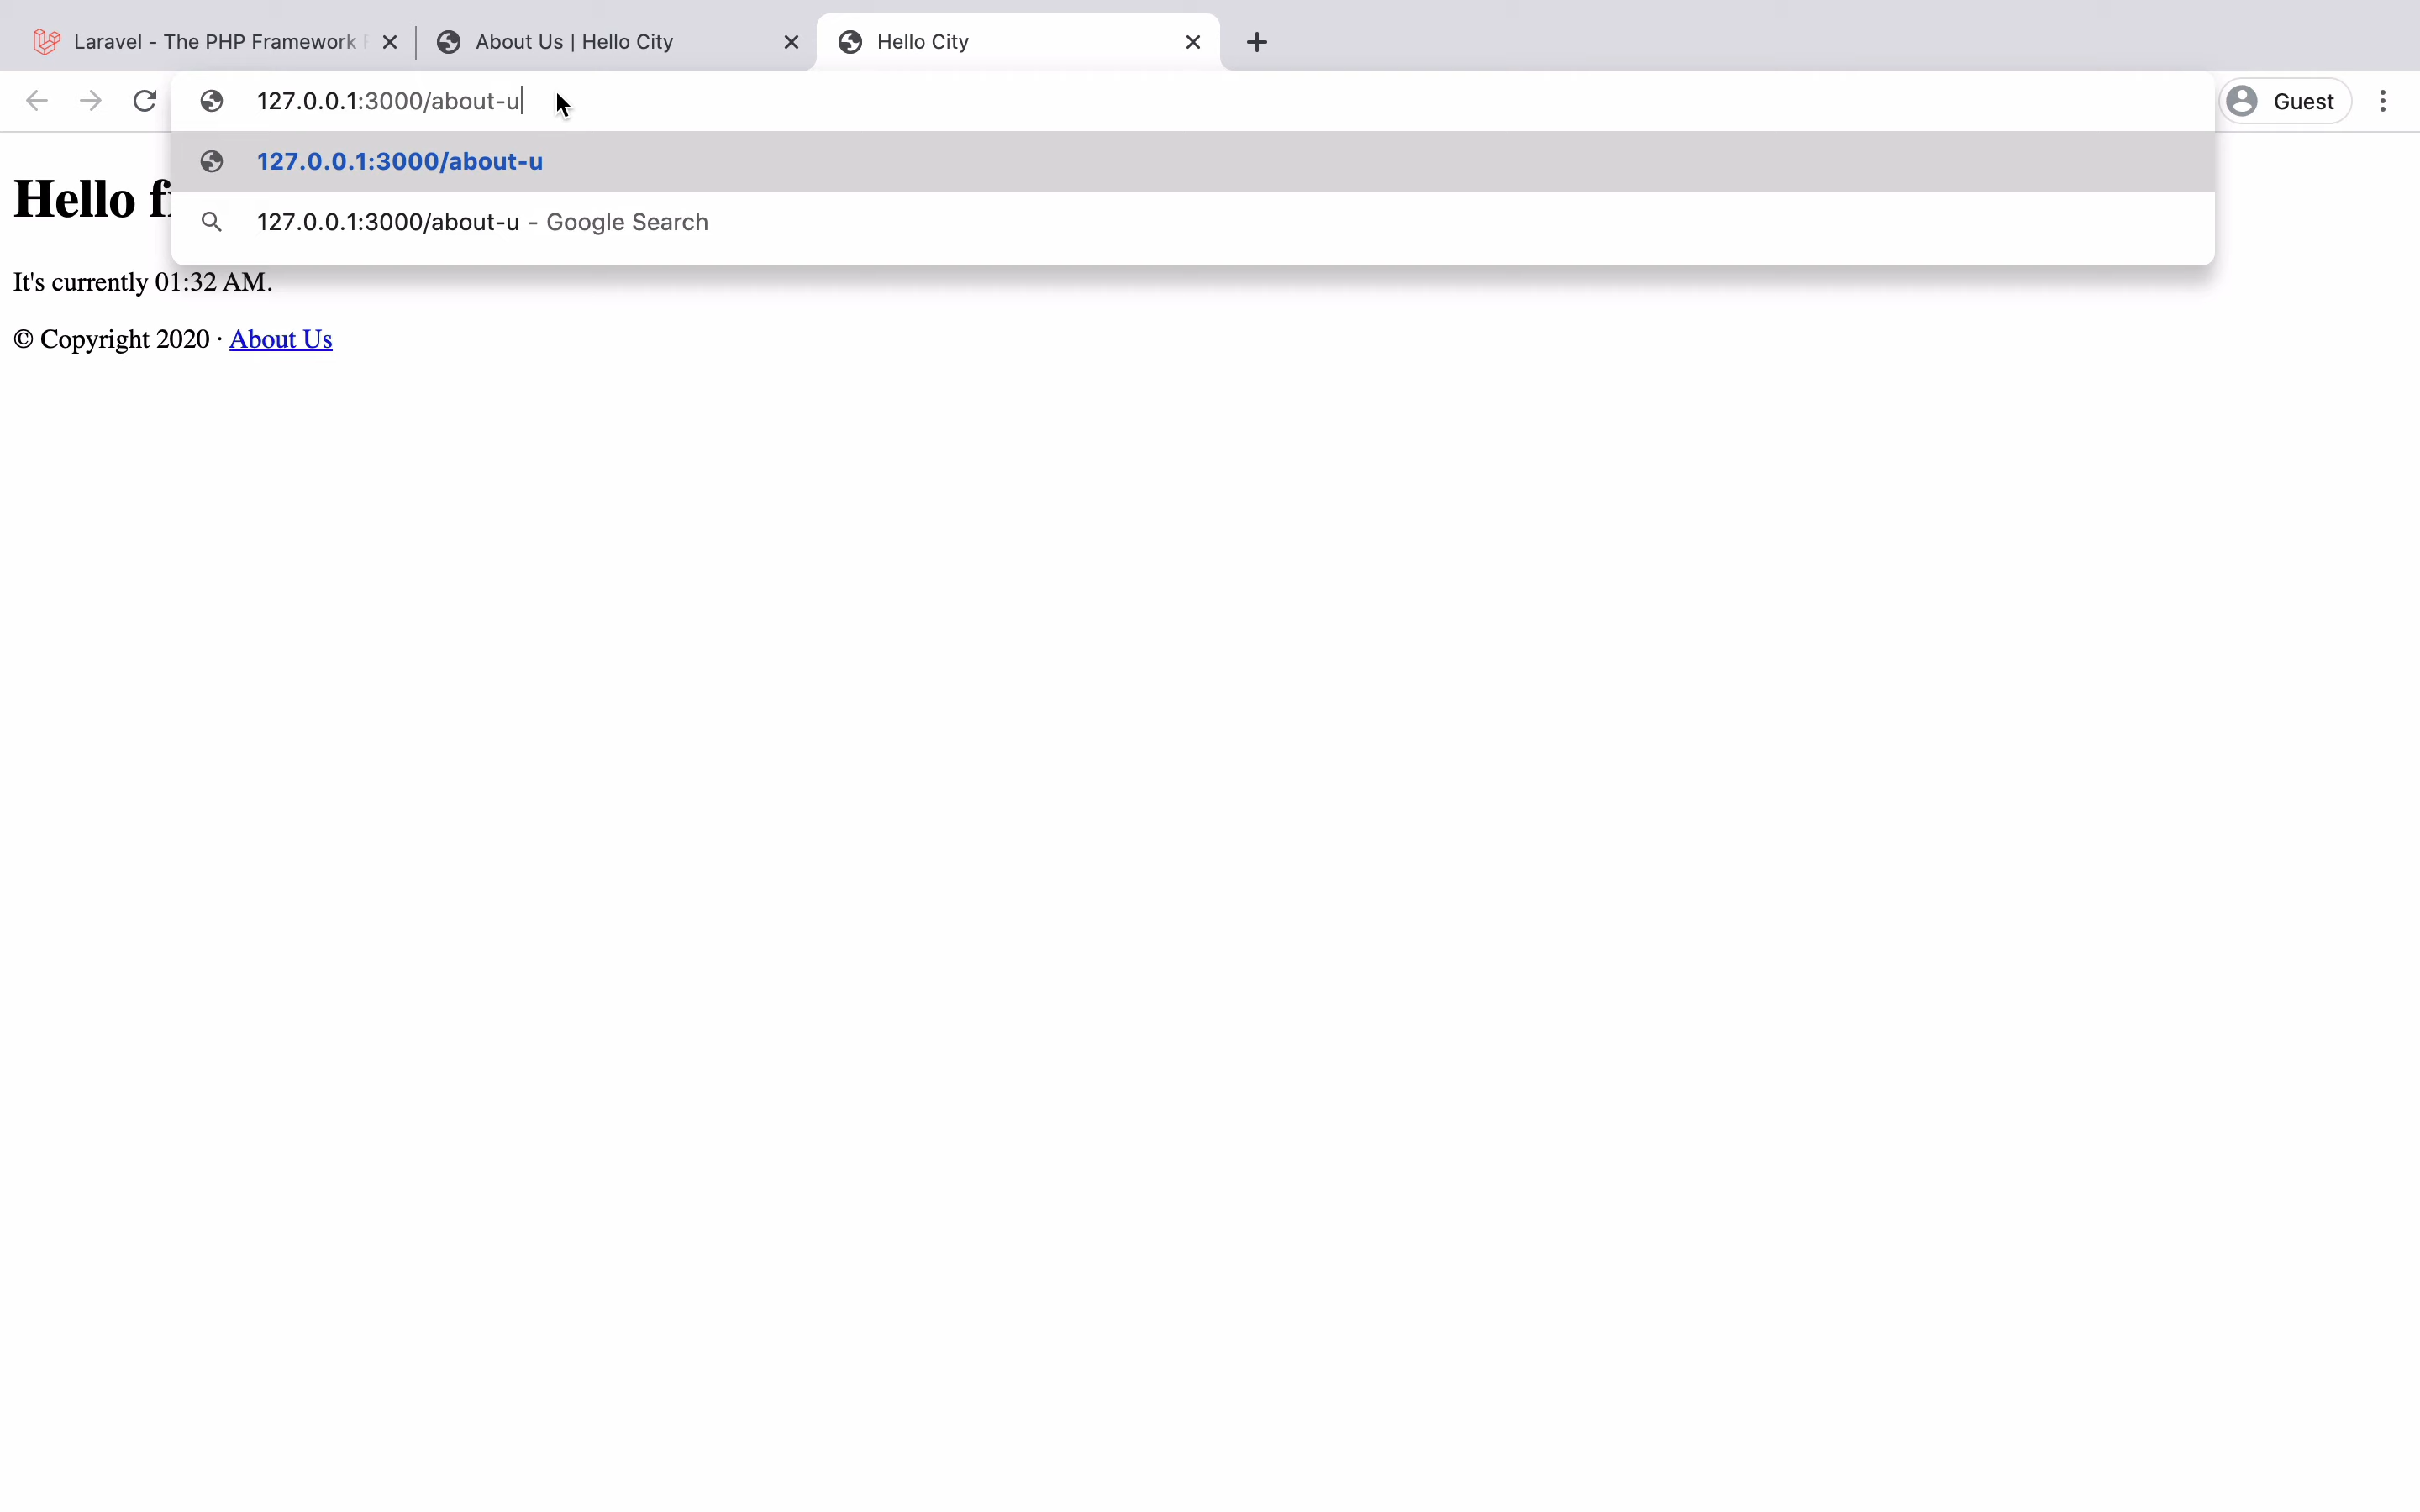 Laravel - The PHP Framework
About Us | Hello City
Hello City
127.0.0.1:3000/about-u
Guest
127.0.0.1:3000/about-u
127.0.0.1:3000/about-u - Google Search
Hello
It's currently 01:32 AM.
© Copyright 2020 · About Us